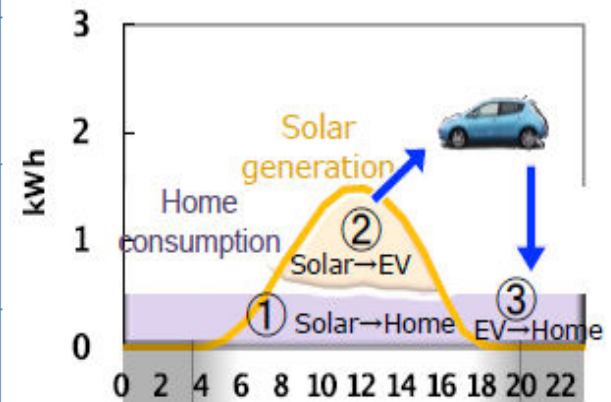 3
Solar
generation
2
kWh
Home
consumption
1
②
Solar→EV
① Solar→Home
③
EV→Home
0
0 2 4 6 8 10 12 14 16 18 20 22